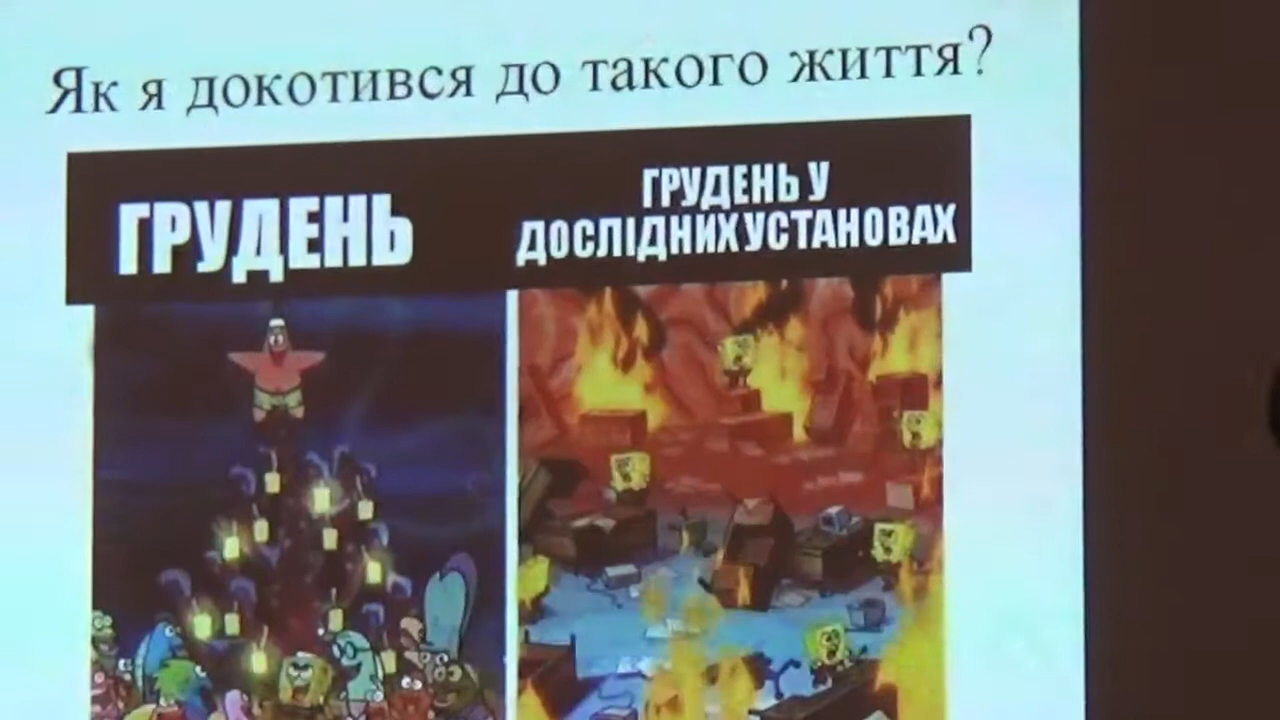 Як я докотився до такого життя?
ГРУДЕНЬ
ГРУДЕНЬ У
ДОСЛІДНИХ УСТАНОВАХ